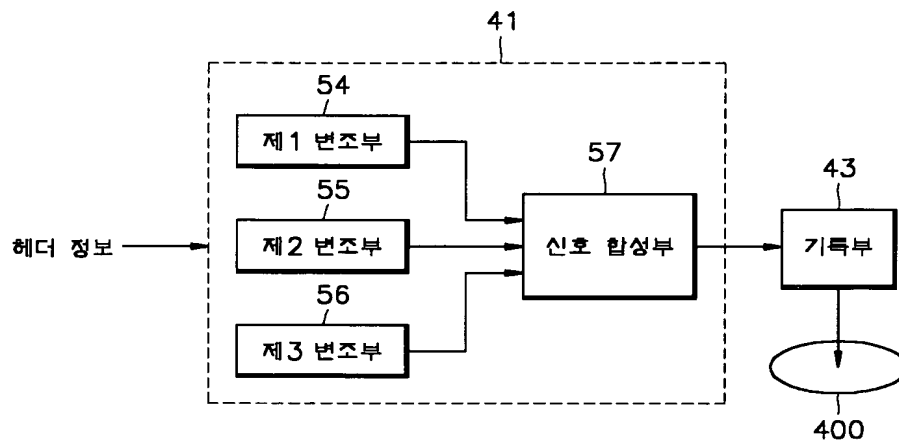 41
54
제1 변조부
57
43
55
헤더 정보
제2 변조부
신호 합성부
기록부
56
제3 변조부
400